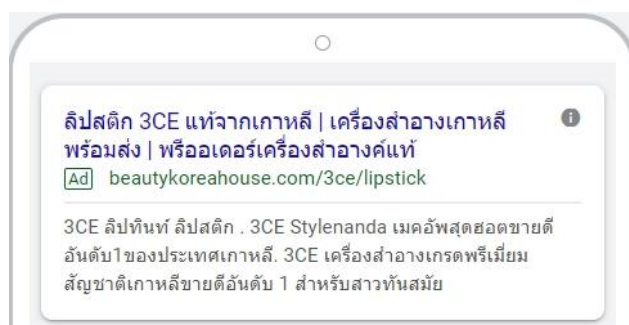 ลิปสติก 3CE แท้จากเกาหลี | เครื่องสำอางเกาหลี
พร้อมส่ง | พรีออเดอร์เครื่องสำอางค์แท้
Ad beautykoreahouse.com/3ce/lipstick
3CE ลิปทินท์ ลิปสติก . 3CE Stylenanda เมคอัพสุดฮอตขายดี
อันดับ1ของประเทศเกาหลี. 3CE เครื่องสำอางเกรดพรีเมี่ยม
สัญชาติเกาหลีขายดีอันดับ 1 สำหรับสาวทันสมัย